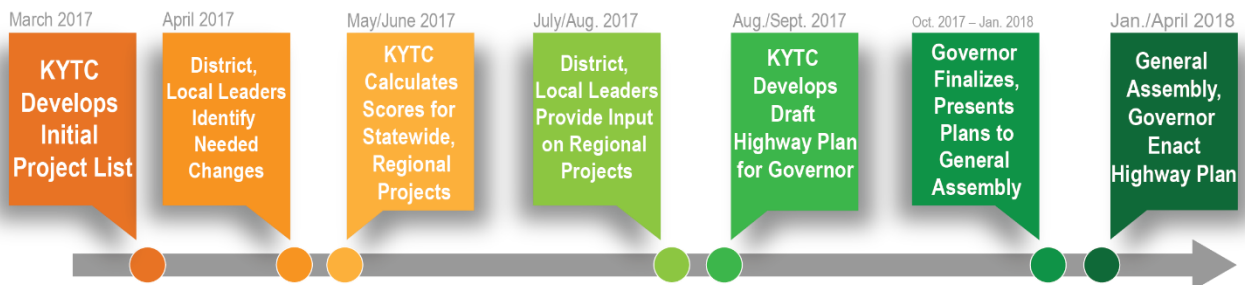 March 2017
KYTC
Develops
Initial
Project List
April 2017
District,
Local Leaders
Identify
Needed
Changes
May/June 2017
KYTC
Calculates
Scores for
Statewide,
Regional
Projects
July/Aug. 2017
District,
Local Leaders
Provide Input
on Regional
Projects
Aug./Sept. 2017
KYTC
Develops
Draft
Highway Plan
for Governor
Oct. 2017 – Jan. 2018
Governor
Finalizes,
Presents
Plans to
General
Assembly
Jan./April 2018
General
Assembly,
Governor
Enact
Highway Plan